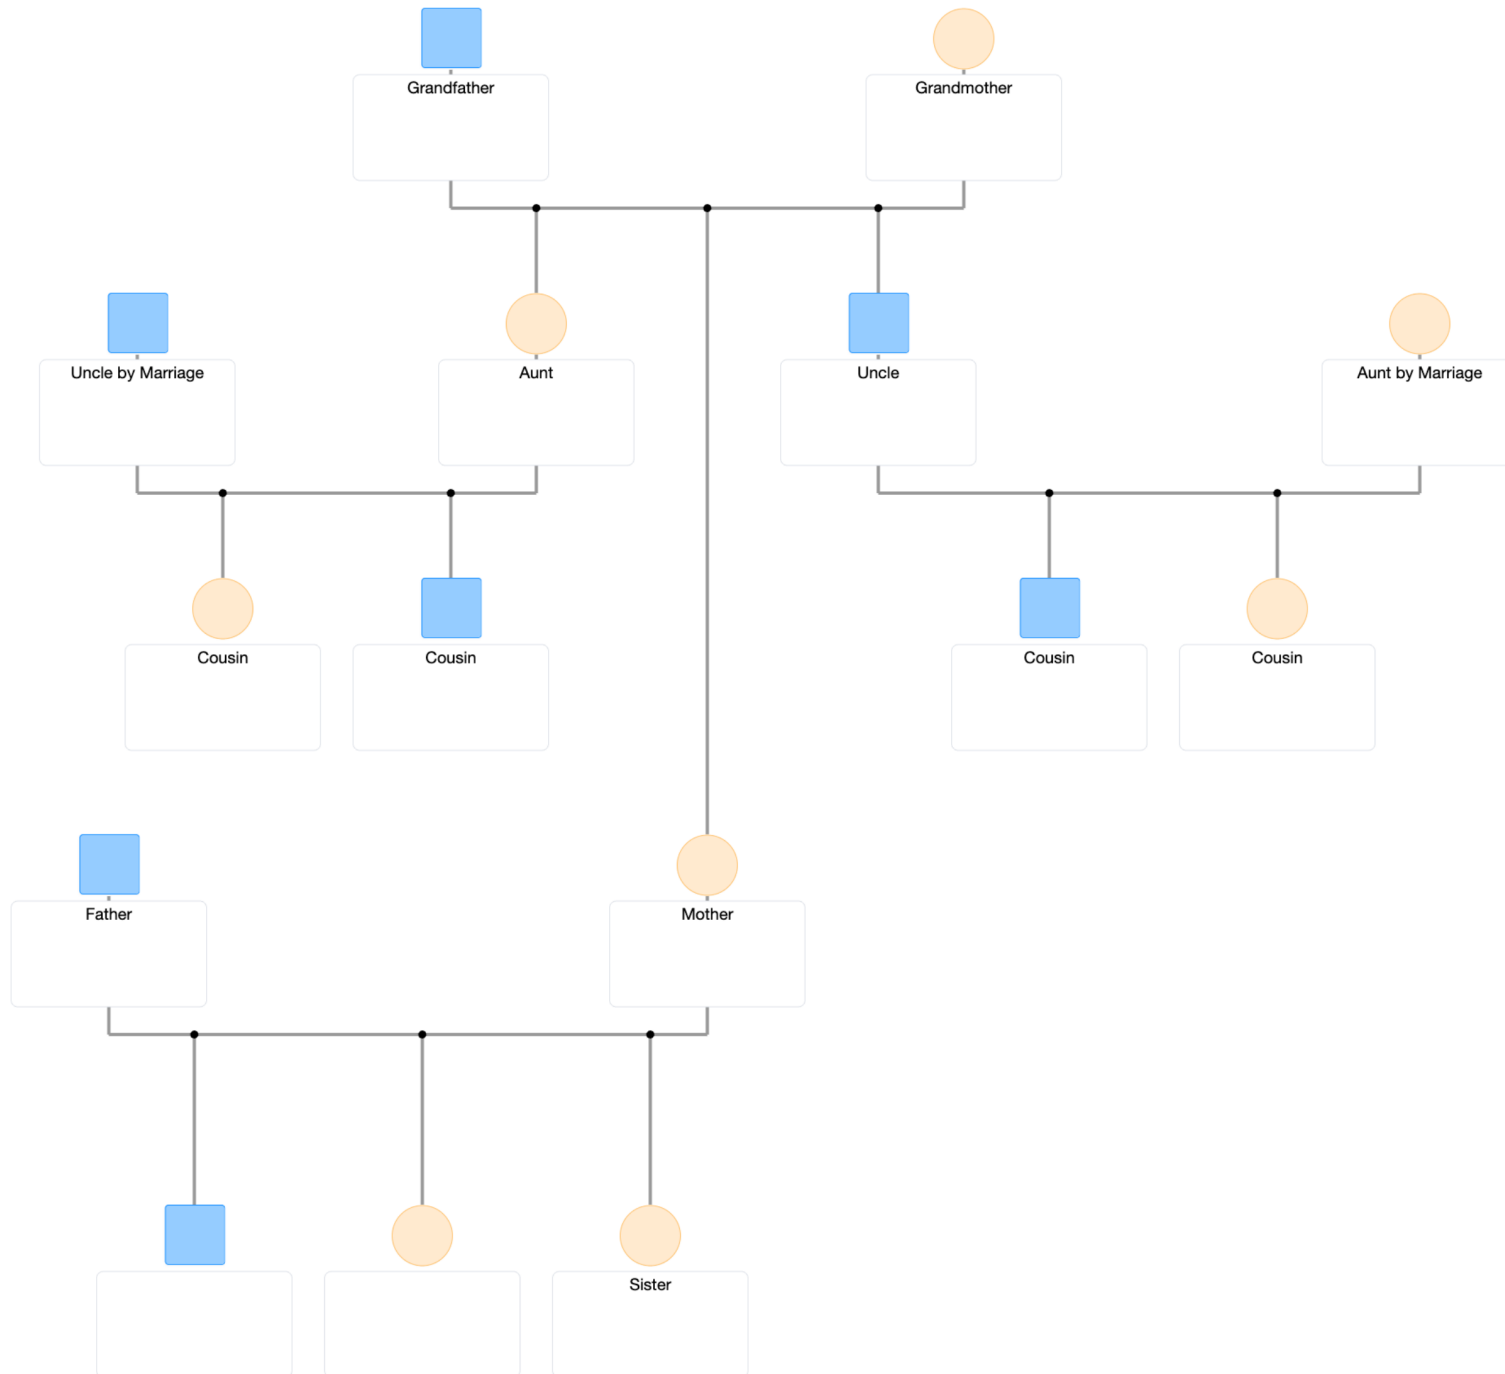 Grandfather
Grandmother
Uncle by Marriage
Aunt
Uncle
Aunt by Marriage
Cousin
Cousin
Cousin
Cousin
Father
Mother
Sister